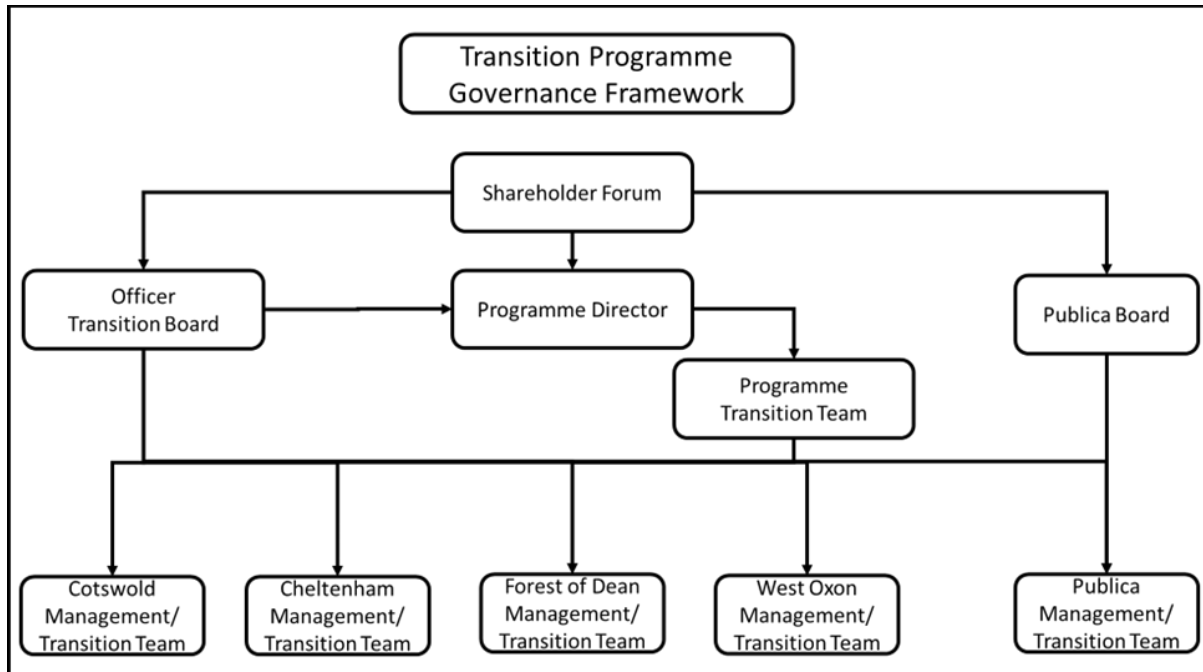 Transition Programme
Governance Framework
Shareholder Forum
Officer
Transition Board
Programme Director
Publica Board
Programme
Transition Team
Cotswold
Management/
Transition Team
Cheltenham
Management/
Transition Team
Forest of Dean
Management/
Transition Team
West Oxon
Management/
Transition Team
Publica
Management/
Transition Team